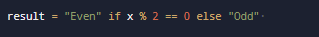 result = "Even" if x % 2 == 0 else "Odd"